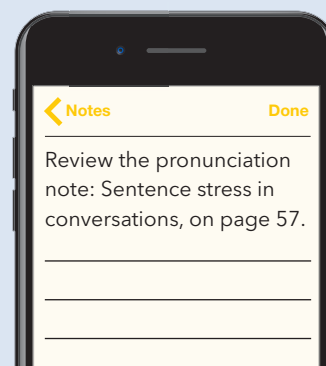 Notes Done
Review the pronunciation
note: Sentence stress in
conversations, on page 57.